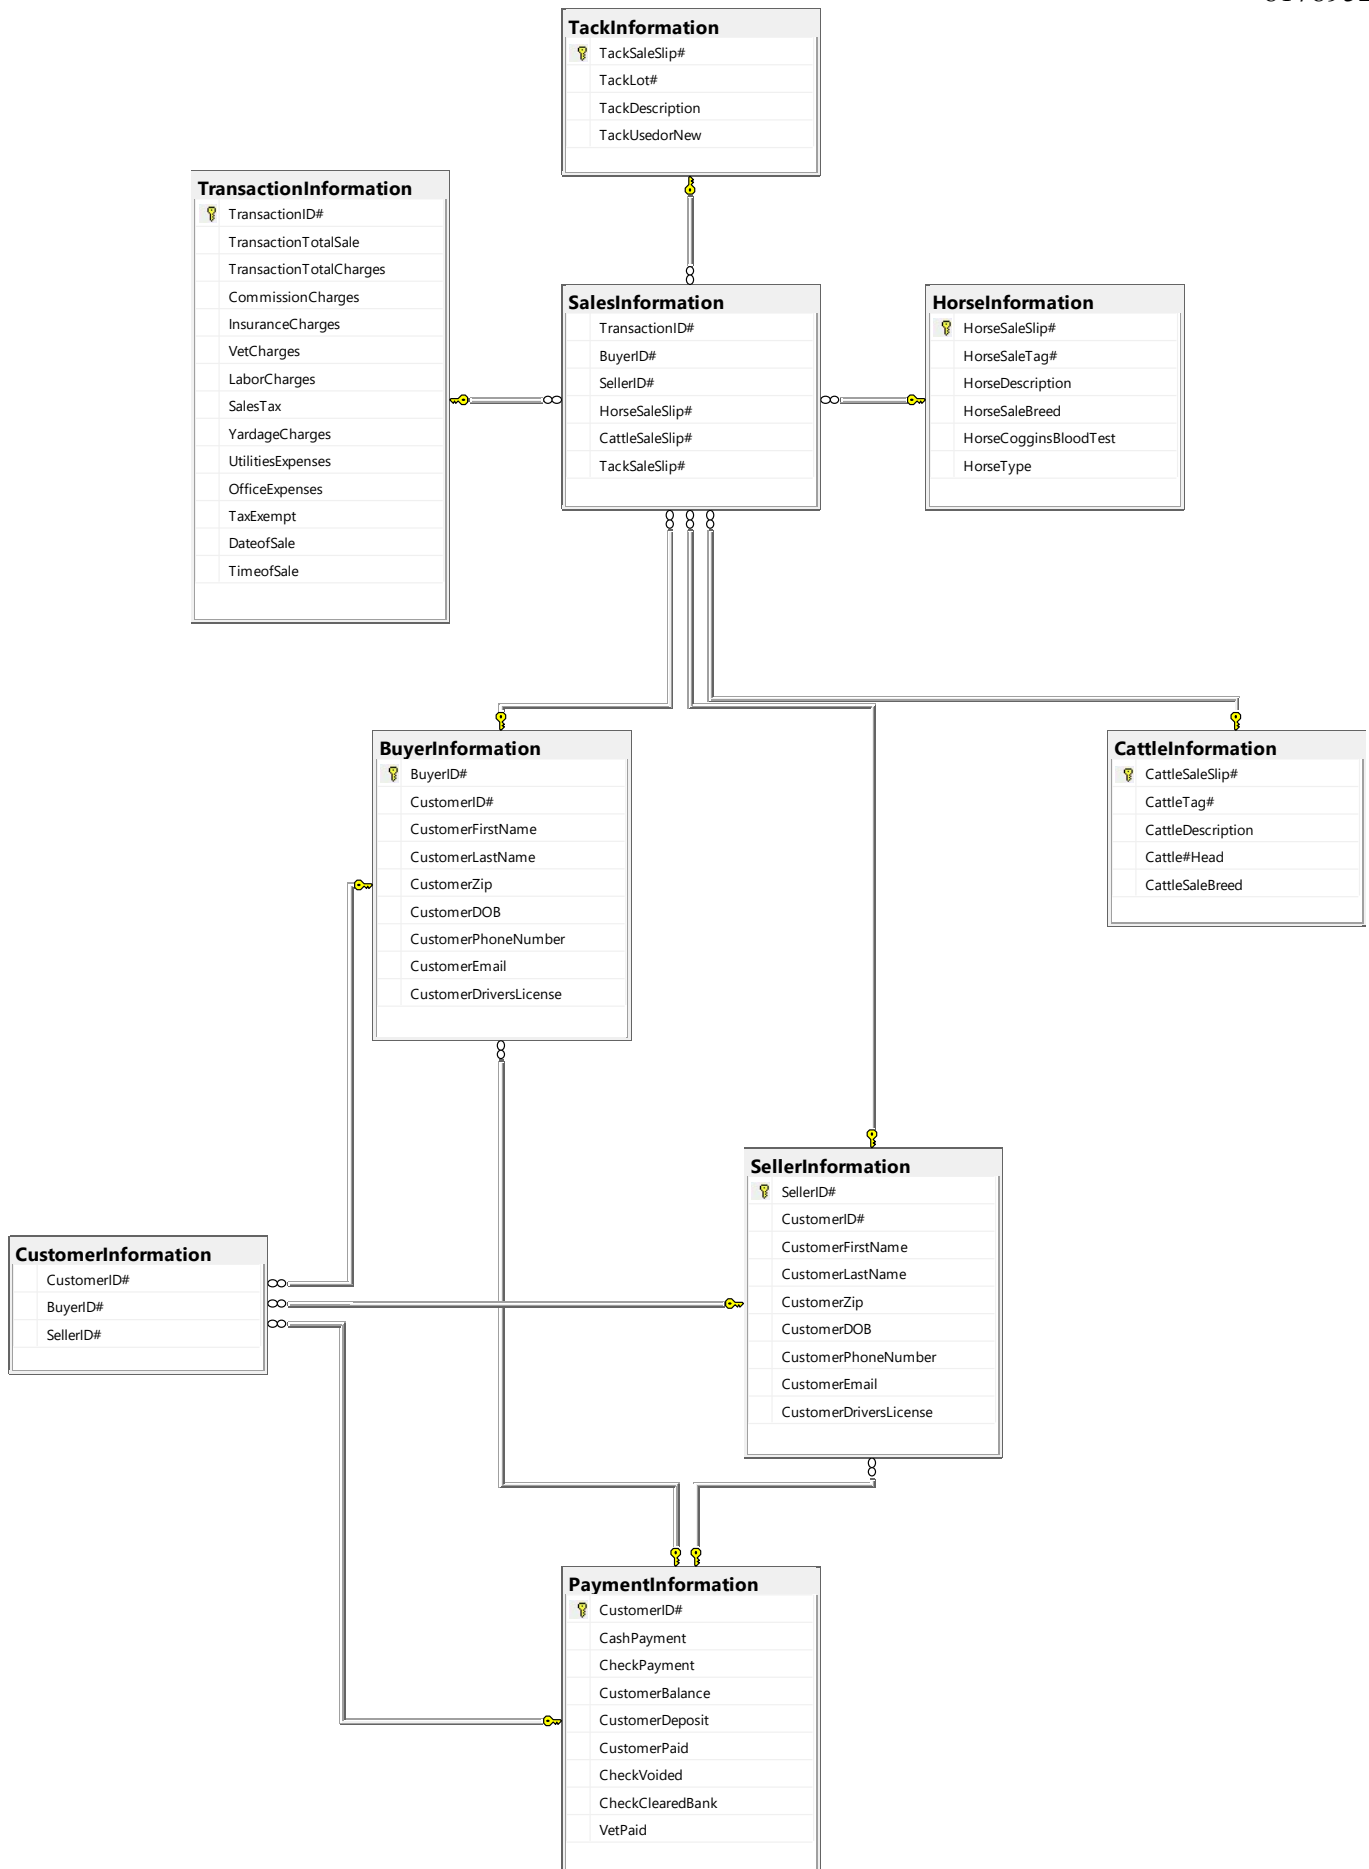 TackInformation
TackSaleSlip#
TackLot#
TackDescription
TackUsedorNew
TransactionInformation
TransactionID#
TransactionTotalSale
TransactionTotalCharges
CommissionCharges
InsuranceCharges
VetCharges
LaborCharges
SalesTax
YardageCharges
UtilitiesExpenses
OfficeExpenses
TaxExempt
DateofSale
TimeofSale
SalesInformation
TransactionID#
BuyerID#
SellerID#
HorseSaleSlip#
CattleSaleSlip#
TackSaleSlip#
HorseInformation
HorseSaleSlip#
HorseSaleTag#
HorseDescription
HorseSaleBreed
HorseCogginsBloodTest
HorseType
BuyerInformation
BuyerID#
CustomerID#
CustomerFirstName
CustomerLastName
CustomerZip
CustomerDOB
CustomerPhoneNumber
CustomerEmail
CustomerDriversLicense
CattleInformation
CattleSaleSlip#
CattleTag#
CattleDescription
Cattle#Head
CattleSaleBreed
SellerInformation
SellerID#
CustomerID#
CustomerFirstName
CustomerLastName
CustomerZip
CustomerDOB
CustomerPhoneNumber
CustomerEmail
CustomerDriversLicense
CustomerInformation
CustomerID#
BuyerID#
SellerID#
PaymentInformation
CustomerID#
CashPayment
CheckPayment
CustomerBalance
CustomerDeposit
CustomerPaid
CheckVoided
CheckClearedBank
VetPaid